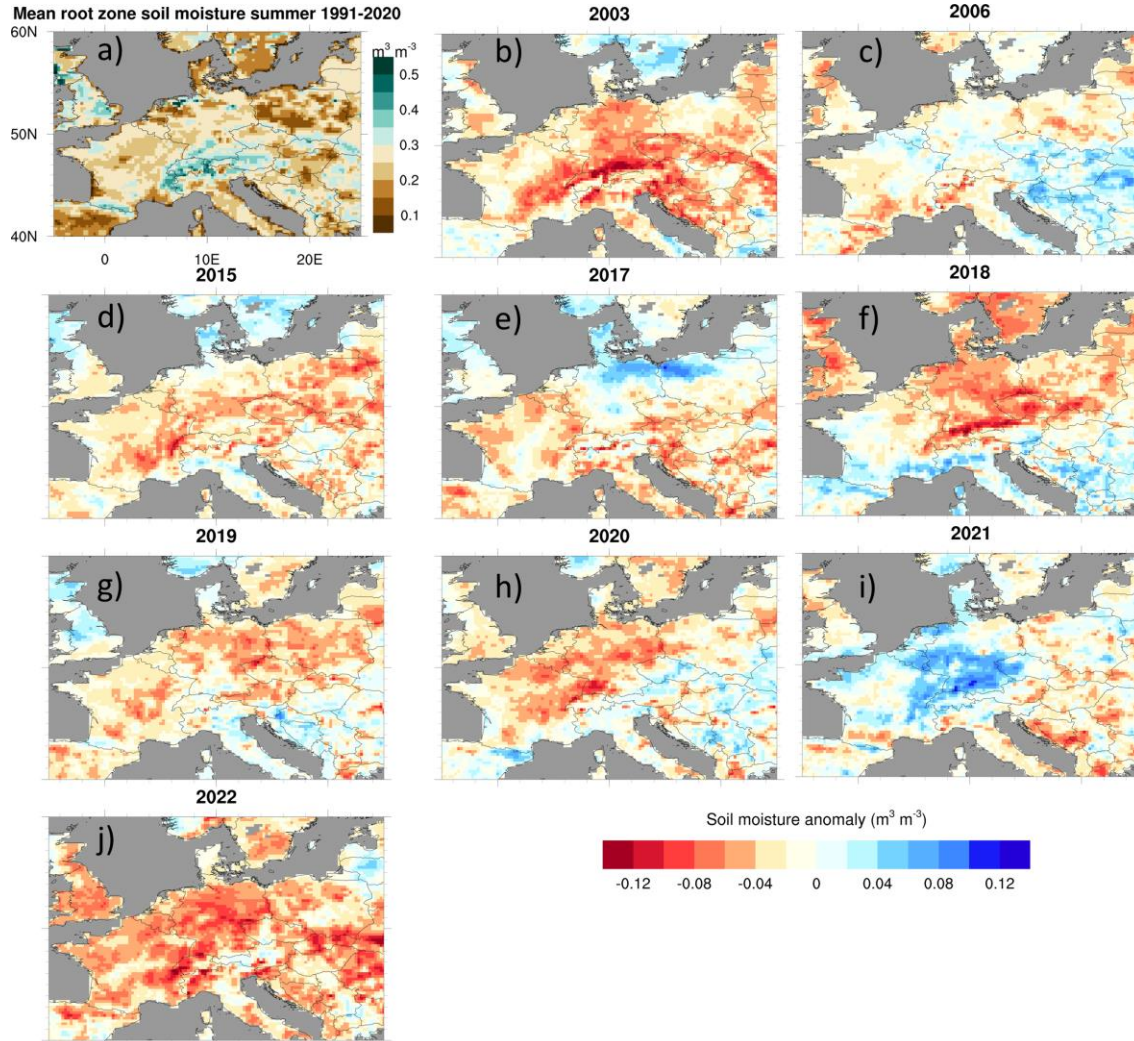 Mean root zone soil moisture summer 1991-2020
2003
2006
60N
a)
m³ m⁻³
b)
c)
0.5
0.4
50N
0.3
0.2
0.1
40N
0
10E
20E
2015
2017
2018
d)
e)
f)
2019
2020
2021
g)
h)
i)
2022
j)
Soil moisture anomaly (m³ m⁻³)
-0.12 -0.08 -0.04 0 0.04 0.08 0.12